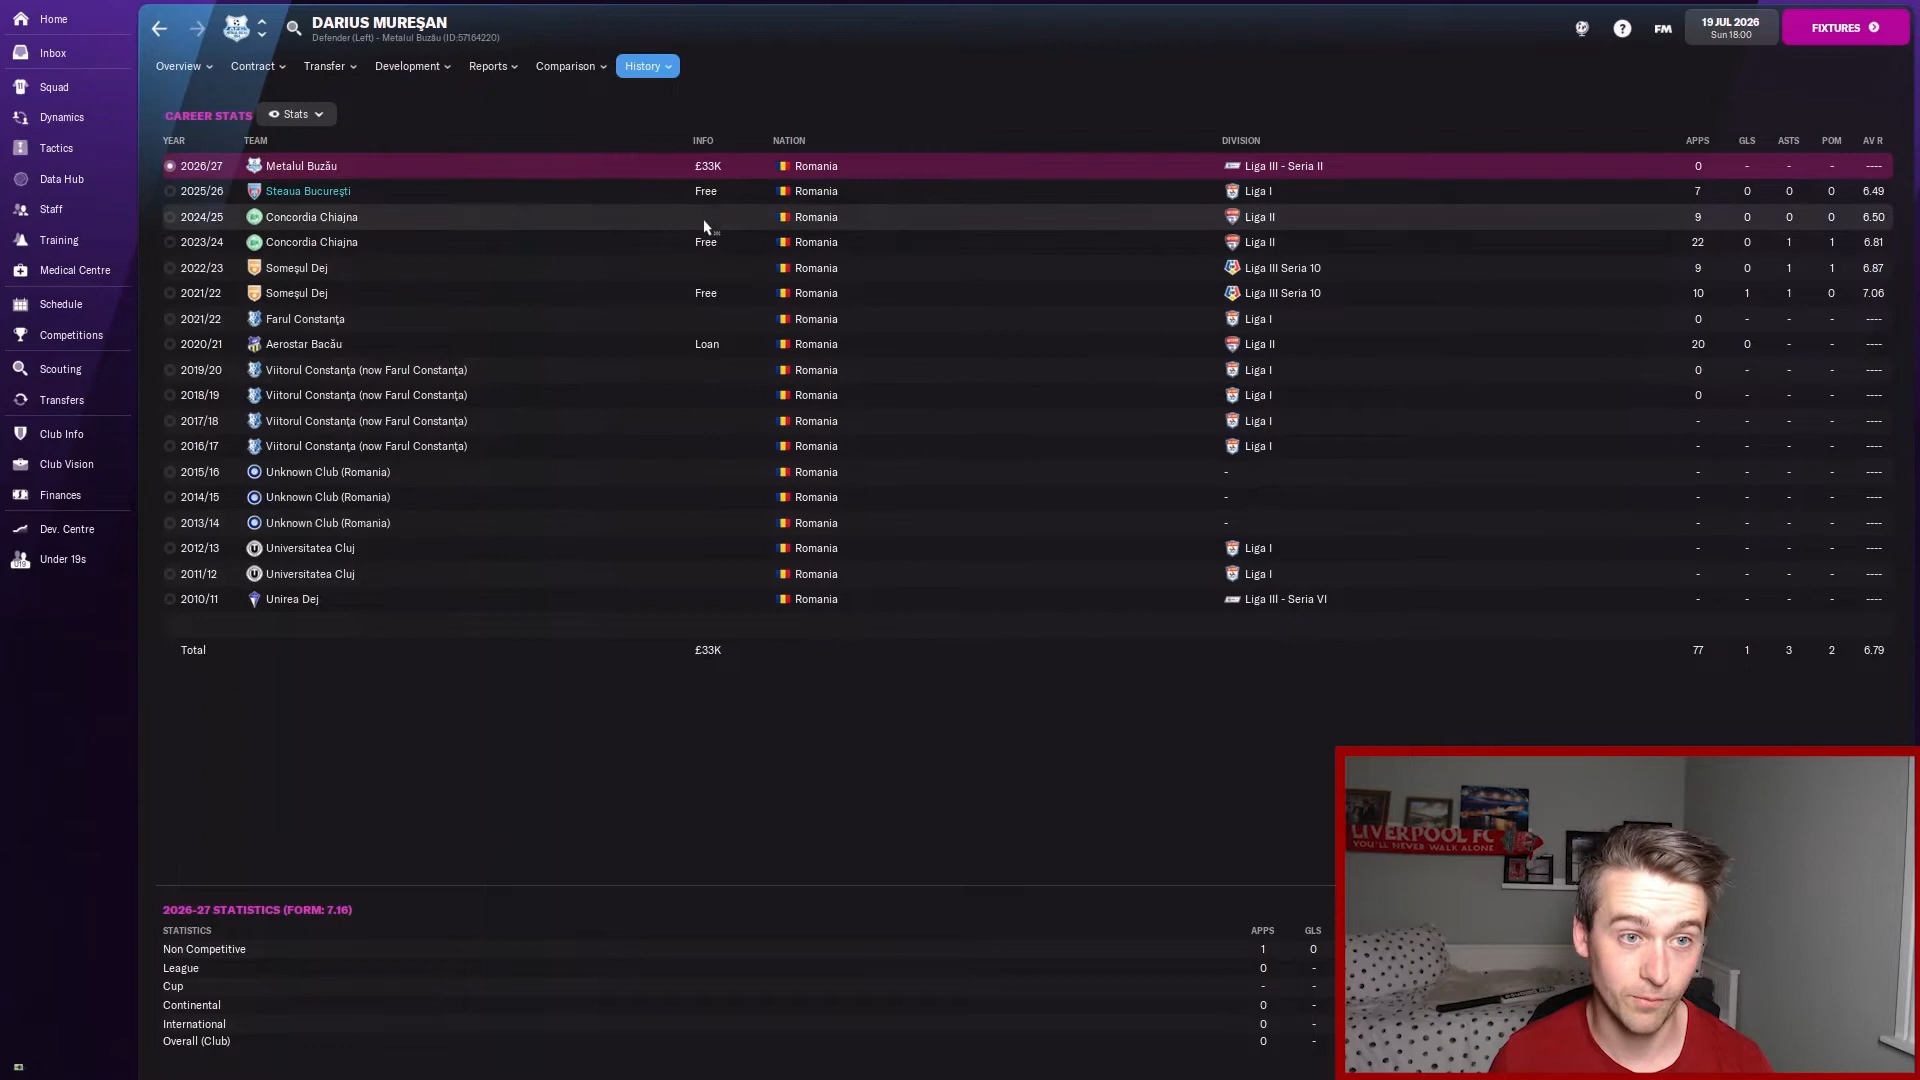 Home
Inbox
Squad
Dynamics
Tactics
Data Hub
Staff
Training
Medical Centre
Schedule
Competitions
Scouting
Transfers
Club Info
Club Vision
Finances
Dev. Centre
Under 19s
DARIUS MUREŞAN
Defender (Left) - Metalul Buzău (ID:57164220)
FM
19 JUL 2026
Sun 18:00
FIXTURES
Overview Contract Transfer Development Reports Comparison History
CAREER STATS Stats
YEAR TEAM INFO NATION DIVISION APPS GLS ASTS POM AV R
2026/27 Metalul Buzău £33K Romania Liga III - Seria II 0 - - - ----
2025/26 Steaua Bucureşti Free Romania Liga I 7 0 0 0 6.49
2024/25 Concordia Chiajna Romania Liga II 9 0 0 0 6.50
2023/24 Concordia Chiajna Free Romania Liga II 22 0 1 1 6.81
2022/23 Someşul Dej Romania Liga III Seria 10 9 0 1 1 6.87
2021/22 Someşul Dej Free Romania Liga III Seria 10 10 1 1 0 7.06
2021/22 Farul Constanţa Romania Liga I 0 - - - ----
2020/21 Aerostar Bacău Loan Romania Liga II 20 0 - - ----
2019/20 Viitorul Constanţa (now Farul Constanţa) Romania Liga I 0 - - - ----
2018/19 Viitorul Constanţa (now Farul Constanţa) Romania Liga I 0 - - - ----
2017/18 Viitorul Constanţa (now Farul Constanţa) Romania Liga I - - - - ----
2016/17 Viitorul Constanţa (now Farul Constanţa) Romania Liga I - - - - ----
2015/16 Unknown Club (Romania) Romania - - - - - ----
2014/15 Unknown Club (Romania) Romania - - - - - ----
2013/14 Unknown Club (Romania) Romania - - - - - ----
2012/13 Universitatea Cluj Romania Liga I - - - - ----
2011/12 Universitatea Cluj Romania Liga I - - - - ----
2010/11 Unirea Dej Romania Liga III - Seria VI - - - - ----
Total £33K 77 1 3 2 6.79
2026-27 STATISTICS (FORM: 7.16)
STATISTICS APPS GLS
Non Competitive 1 0
League 0 -
Cup - -
Continental 0 -
International 0 -
Overall (Club) 0 -
LIVERPOOL FC
YOU'LL NEVER WALK ALONE